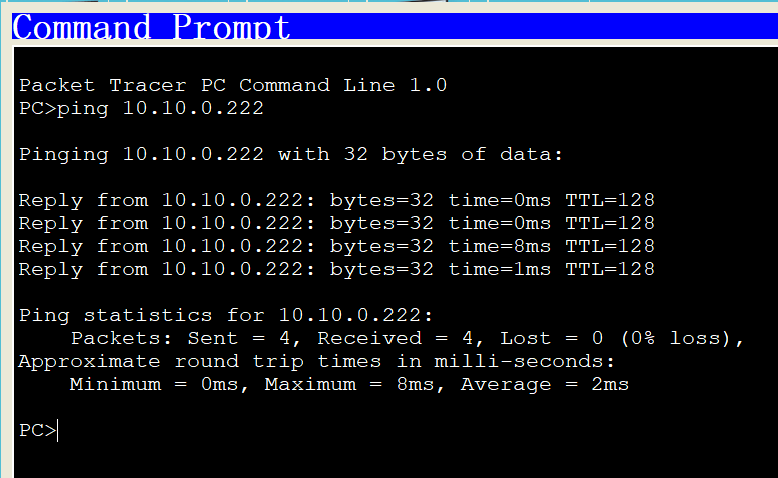 Command Prompt
Packet Tracer PC Command Line 1.0
PC>ping 10.10.0.222
Pinging 10.10.0.222 with 32 bytes of data:
Reply from 10.10.0.222: bytes=32 time=0ms TTL=128
Reply from 10.10.0.222: bytes=32 time=0ms TTL=128
Reply from 10.10.0.222: bytes=32 time=8ms TTL=128
Reply from 10.10.0.222: bytes=32 time=1ms TTL=128
Ping statistics for 10.10.0.222:
Packets: Sent = 4, Received = 4, Lost = 0 (0% loss),
Approximate round trip times in milli-seconds:
Minimum = 0ms, Maximum = 8ms, Average = 2ms
PC>